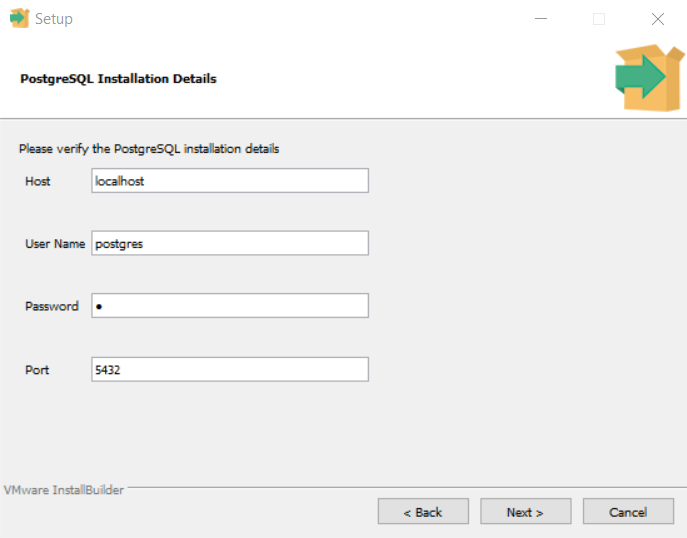 Setup
PostgreSQL Installation Details
Please verify the PostgreSQL installation details
Host localhost
User Name postgres
Password •
Port 5432
VMware InstallBuilder
< Back Next > Cancel